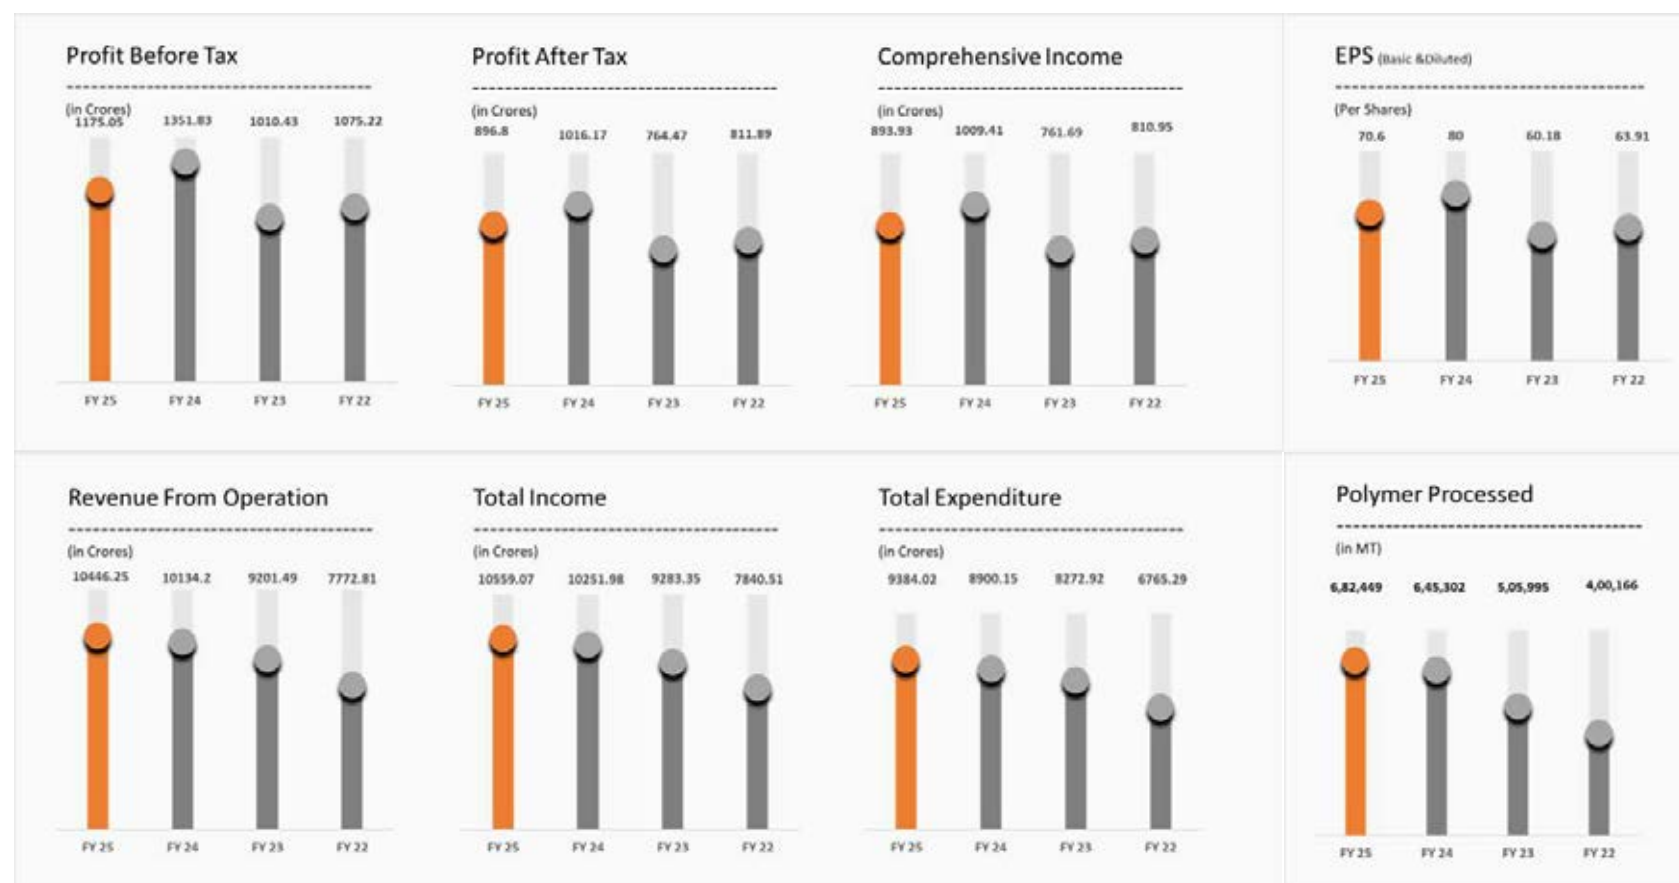 Profit Before Tax
(in Crores)
1175.05 1351.83 1010.43 1075.22
FY 25 FY 24 FY 23 FY 22
Profit After Tax
(in Crores)
896.8 1016.17 764.47 811.89
FY 25 FY 24 FY 23 FY 22
Comprehensive Income
(in Crores)
893.93 1009.41 761.69 810.95
FY 25 FY 24 FY 23 FY 22
EPS (Basic &Diluted)
(Per Shares)
70.6 80 60.18 63.91
FY 25 FY 24 FY 23 FY 22
Revenue From Operation
(in Crores)
10446.25 10134.2 9201.49 7772.81
FY 25 FY 24 FY 23 FY 22
Total Income
(in Crores)
10559.07 10251.98 9283.35 7840.51
FY 25 FY 24 FY 23 FY 22
Total Expenditure
(in Crores)
9384.02 8900.15 8272.92 6765.29
FY 25 FY 24 FY 23 FY 22
Polymer Processed
(in MT)
6,82,449 6,45,302 5,05,995 4,00,166
FY 25 FY 24 FY 23 FY 22